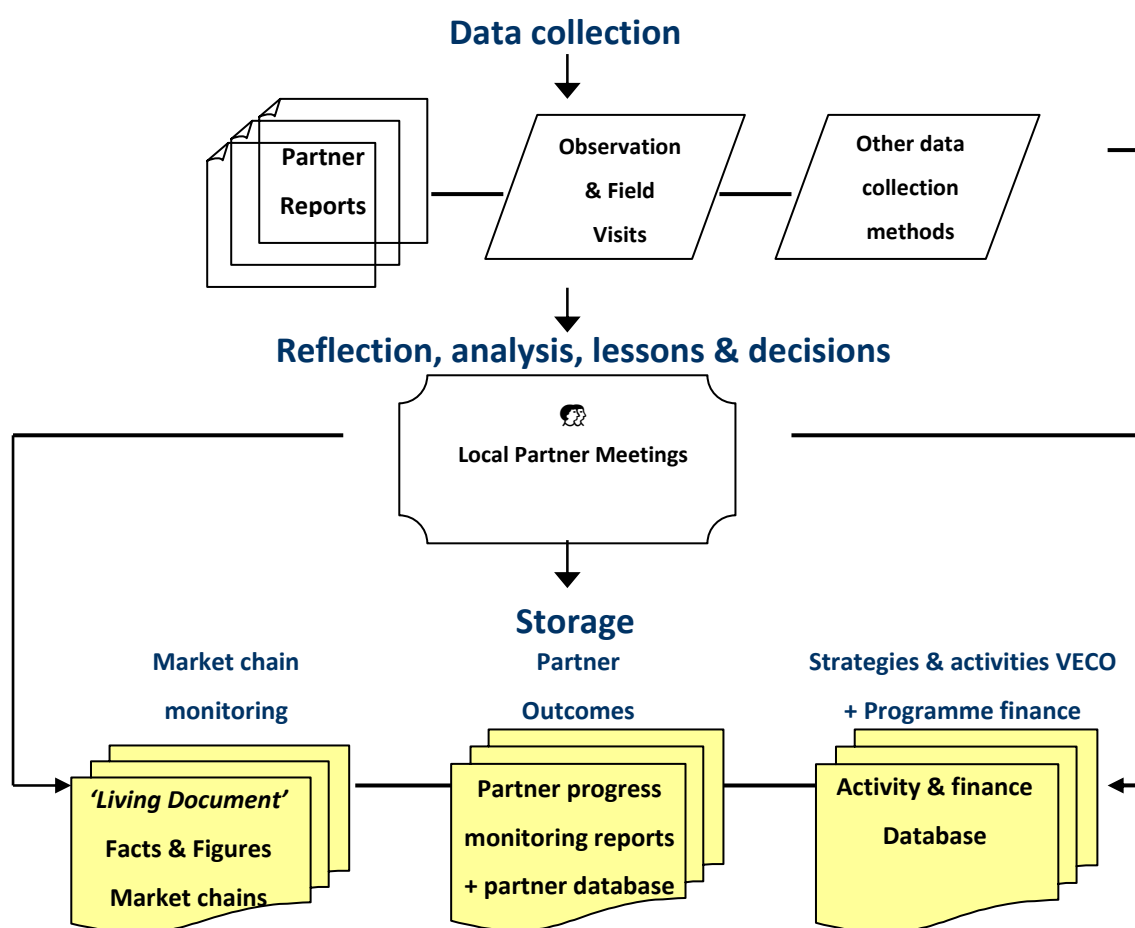 Data collection
Partner
Reports
Observation
& Field
Visits
Other data
collection
methods
Reflection, analysis, lessons & decisions
Local Partner Meetings
Storage
Market chain
monitoring
Partner
Outcomes
Strategies & activities VECO
+ Programme finance
‘Living Document’
Facts & Figures
Market chains
Partner progress
monitoring reports
+ partner database
Activity & finance
Database